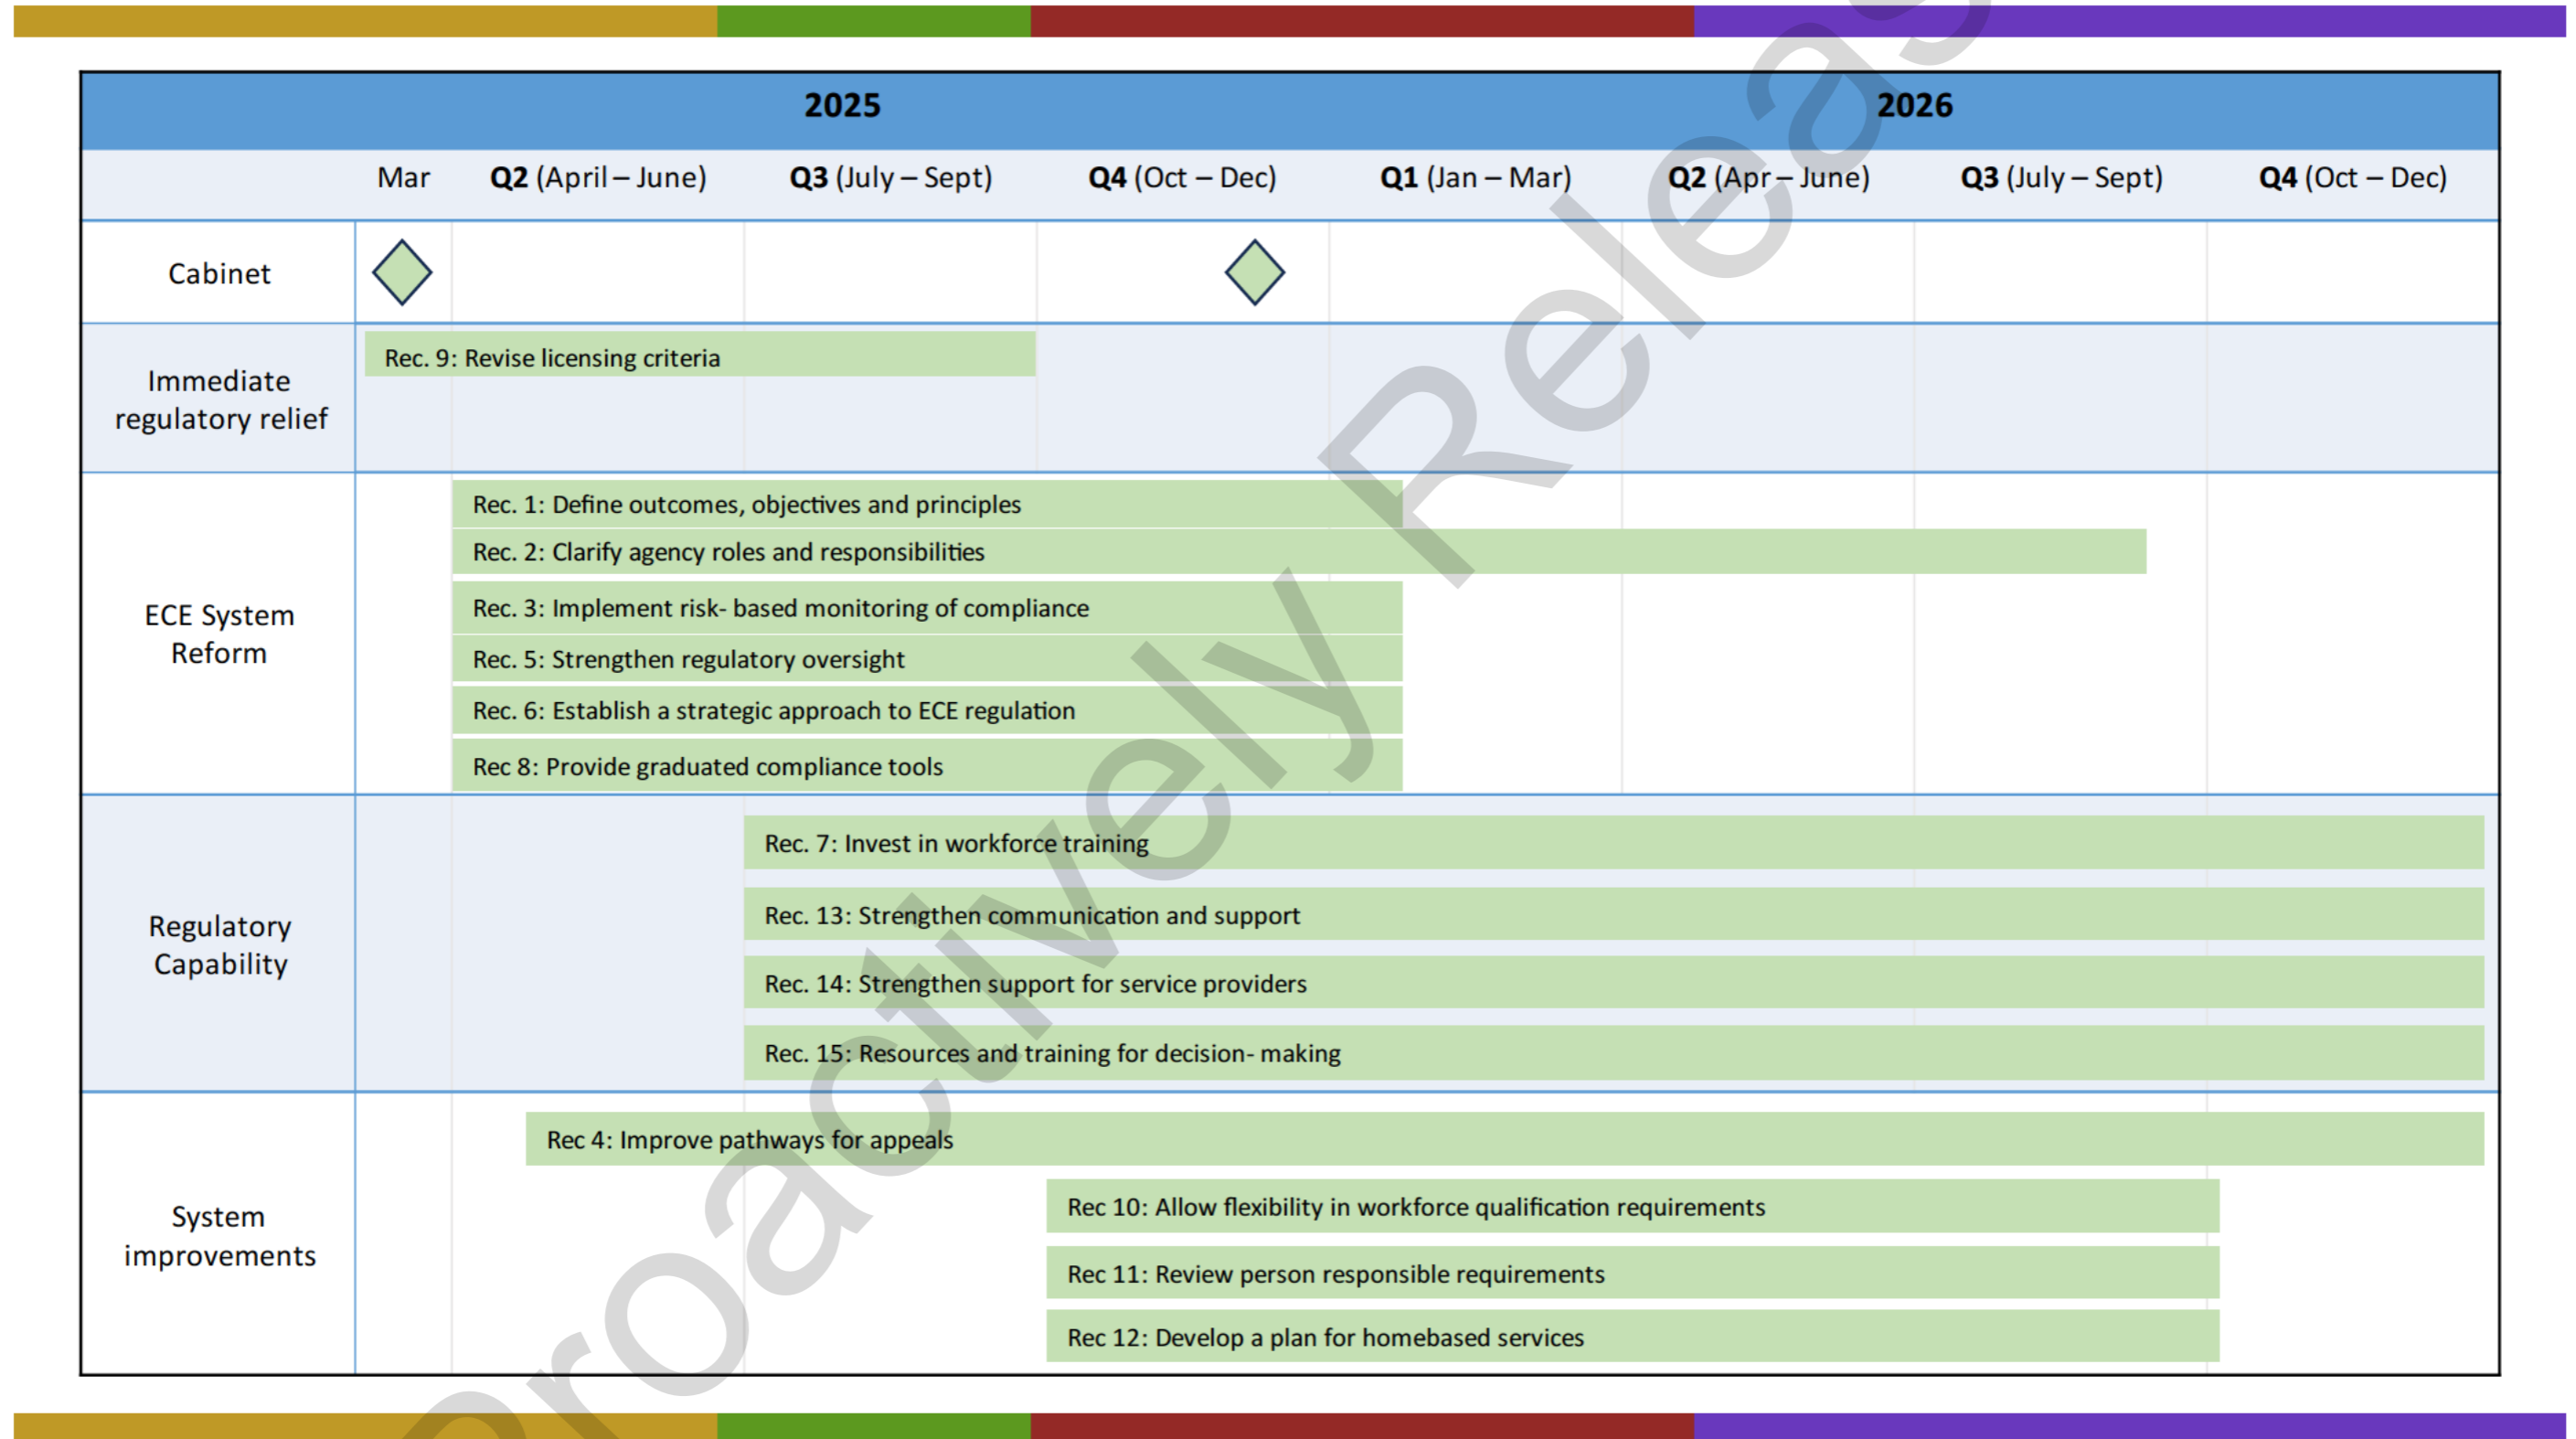 2025 2026
Mar Q2 (April – June) Q3 (July – Sept) Q4 (Oct – Dec) Q1 (Jan – Mar) Q2 (Apr – June) Q3 (July – Sept) Q4 (Oct – Dec)
Cabinet
Immediate
regulatory relief
Rec. 9: Revise licensing criteria
ECE System
Reform
Rec. 1: Define outcomes, objectives and principles
Rec. 2: Clarify agency roles and responsibilities
Rec. 3: Implement risk- based monitoring of compliance
Rec. 5: Strengthen regulatory oversight
Rec. 6: Establish a strategic approach to ECE regulation
Rec 8: Provide graduated compliance tools
Regulatory
Capability
Rec. 7: Invest in workforce training
Rec. 13: Strengthen communication and support
Rec. 14: Strengthen support for service providers
Rec. 15: Resources and training for decision- making
System
improvements
Rec 4: Improve pathways for appeals
Rec 10: Allow flexibility in workforce qualification requirements
Rec 11: Review person responsible requirements
Rec 12: Develop a plan for homebased services
Proactively Releas